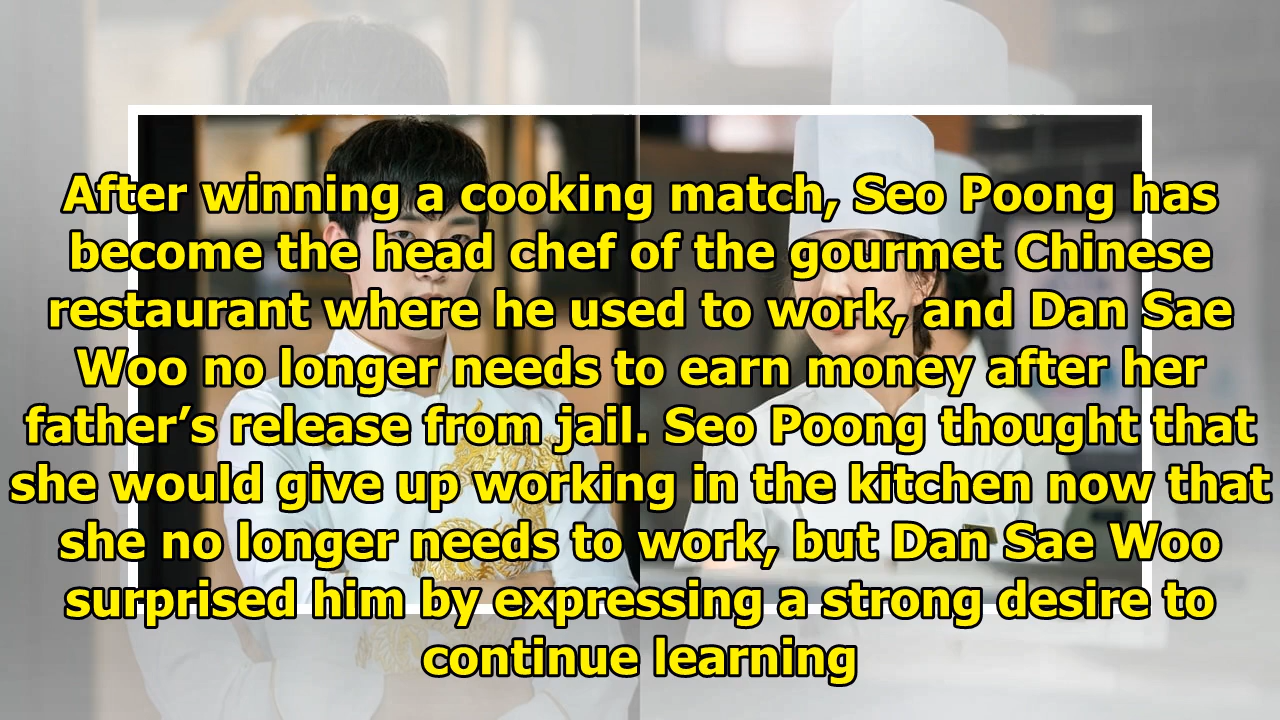 After winning a cooking match, Seo Poong has
become the head chef of the gourmet Chinese
restaurant where he used to work, and Dan Sae
Woo no longer needs to earn money after her
father’s release from jail. Seo Poong thought that
she would give up working in the kitchen now that
she no longer needs to work, but Dan Sae Woo
surprised him by expressing a strong desire to
continue learning